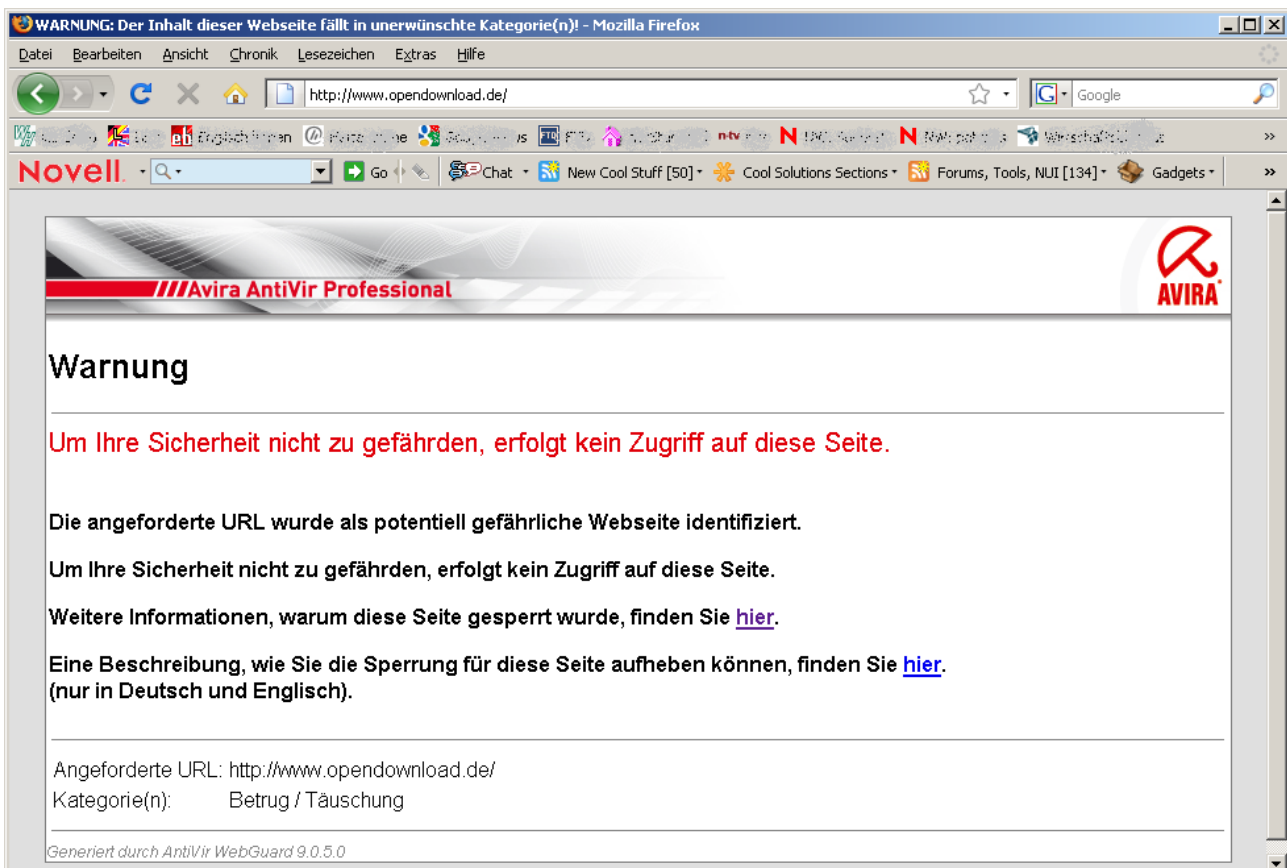 WARNUNG: Der Inhalt dieser Webseite fällt in unerwünschte Kategorie(n)! - Mozilla Firefox
Datei Bearbeiten Ansicht Chronik Lesezeichen Extras Hilfe
http://www.opendownload.de/ G Google
eb FTD n-tv N N
Novell. Go Chat New Cool Stuff [50] Cool Solutions Sections Forums, Tools, NUI [134] Gadgets
////Avira AntiVir Professional
AVIRA
Warnung
Um Ihre Sicherheit nicht zu gefährden, erfolgt kein Zugriff auf diese Seite.
Die angeforderte URL wurde als potentiell gefährliche Webseite identifiziert.
Um Ihre Sicherheit nicht zu gefährden, erfolgt kein Zugriff auf diese Seite.
Weitere Informationen, warum diese Seite gesperrt wurde, finden Sie hier.
Eine Beschreibung, wie Sie die Sperrung für diese Seite aufheben können, finden Sie hier.
(nur in Deutsch und Englisch).
Angeforderte URL: http://www.opendownload.de/
Kategorie(n): Betrug / Täuschung
Generiert durch AntiVir WebGuard 9.0.5.0